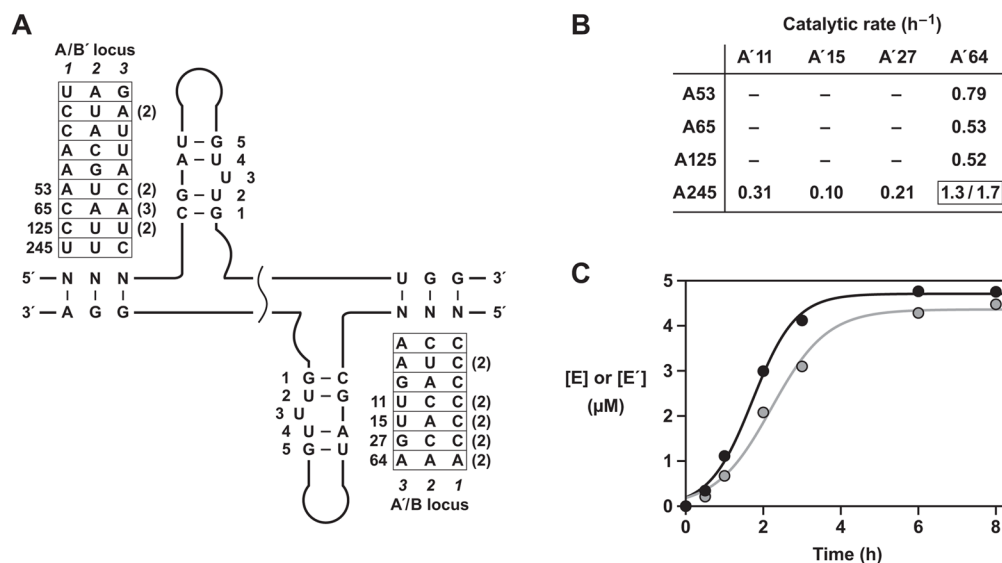 A
A/B´ locus
1 2 3
U A G
C U A (2)
C A U
A C U
A G A
53 A U C (2)
65 C A A (3)
125 C U U (2)
245 U U C
U – G 5
A – U 4
U 3
G – U 2
C – G 1
5´ N N N U G G 3´
3´ A G G N N N 5´
1 G – C
2 U – G
3 U
4 U – A
5 G – U
A C C
A U C (2)
G A C
11 U C C (2)
15 U A C (2)
27 G C C (2)
64 A A A (2)
3 2 1
A´/B locus
B
Catalytic rate (h–1)
A´11 A´15 A´27 A´64
A53 – – – 0.79
A65 – – – 0.53
A125 – – – 0.52
A245 0.31 0.10 0.21 1.3 / 1.7
C
[E] or [E´]
(µM)
5
4
3
2
1
0
0 2 4 6 8
Time (h)